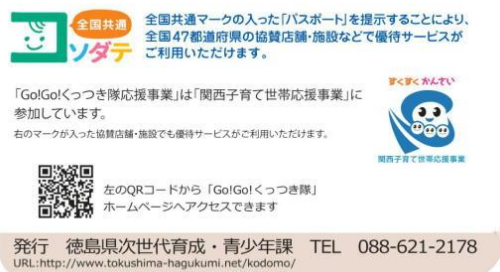 全国共通
コソダテ
全国共通マークの入った「パスポート」を提示することにより、
全国47都道府県の協賛店舗・施設などで優待サービスが
ご利用いただけます。
「Go!Go!くっつき隊応援事業」は「関西子育て世帯応援事業」に
参加しています。
右のマークが入った協賛店舗・施設でも優待サービスがご利用いただけます。
すくすくかんさい
関西子育て世帯応援事業
左のQRコードから「Go!Go!くっつき隊」
ホームページへアクセスできます
発行 徳島県次世代育成・青少年課 TEL 088-621-2178
URL:http://www.tokushima-hagukumi.net/kodomo/